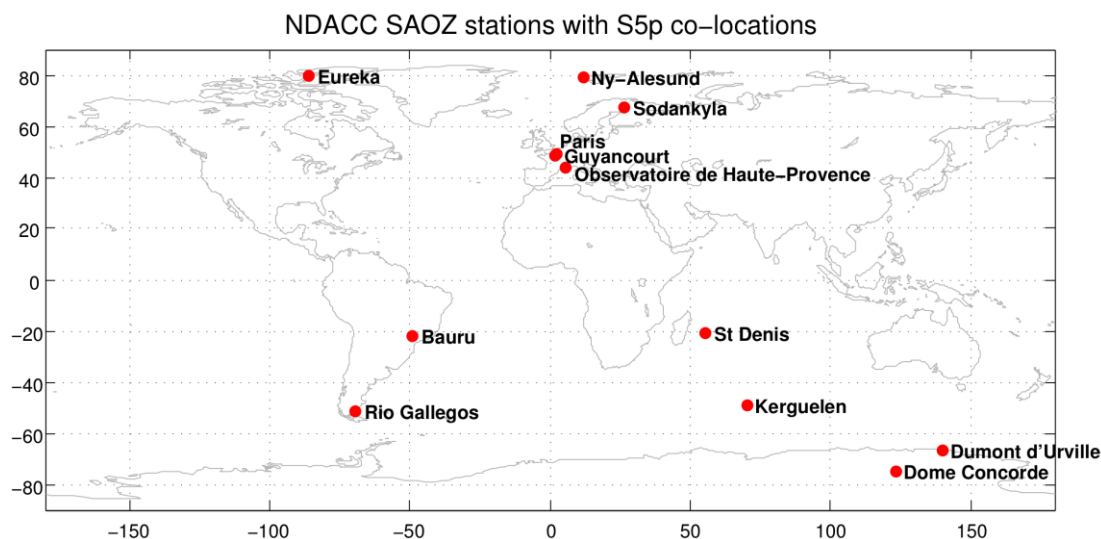 NDACC SAOZ stations with S5p co−locations
80
60
40
20
0
−20
−40
−60
−80
Eureka
Ny−Alesund
Sodankyla
Paris
Guyancourt
Observatoire de Haute−Provence
Bauru
St Denis
Rio Gallegos
Kerguelen
Dumont d’Urville
Dome Concorde
−150 −100 −50 0 50 100 150